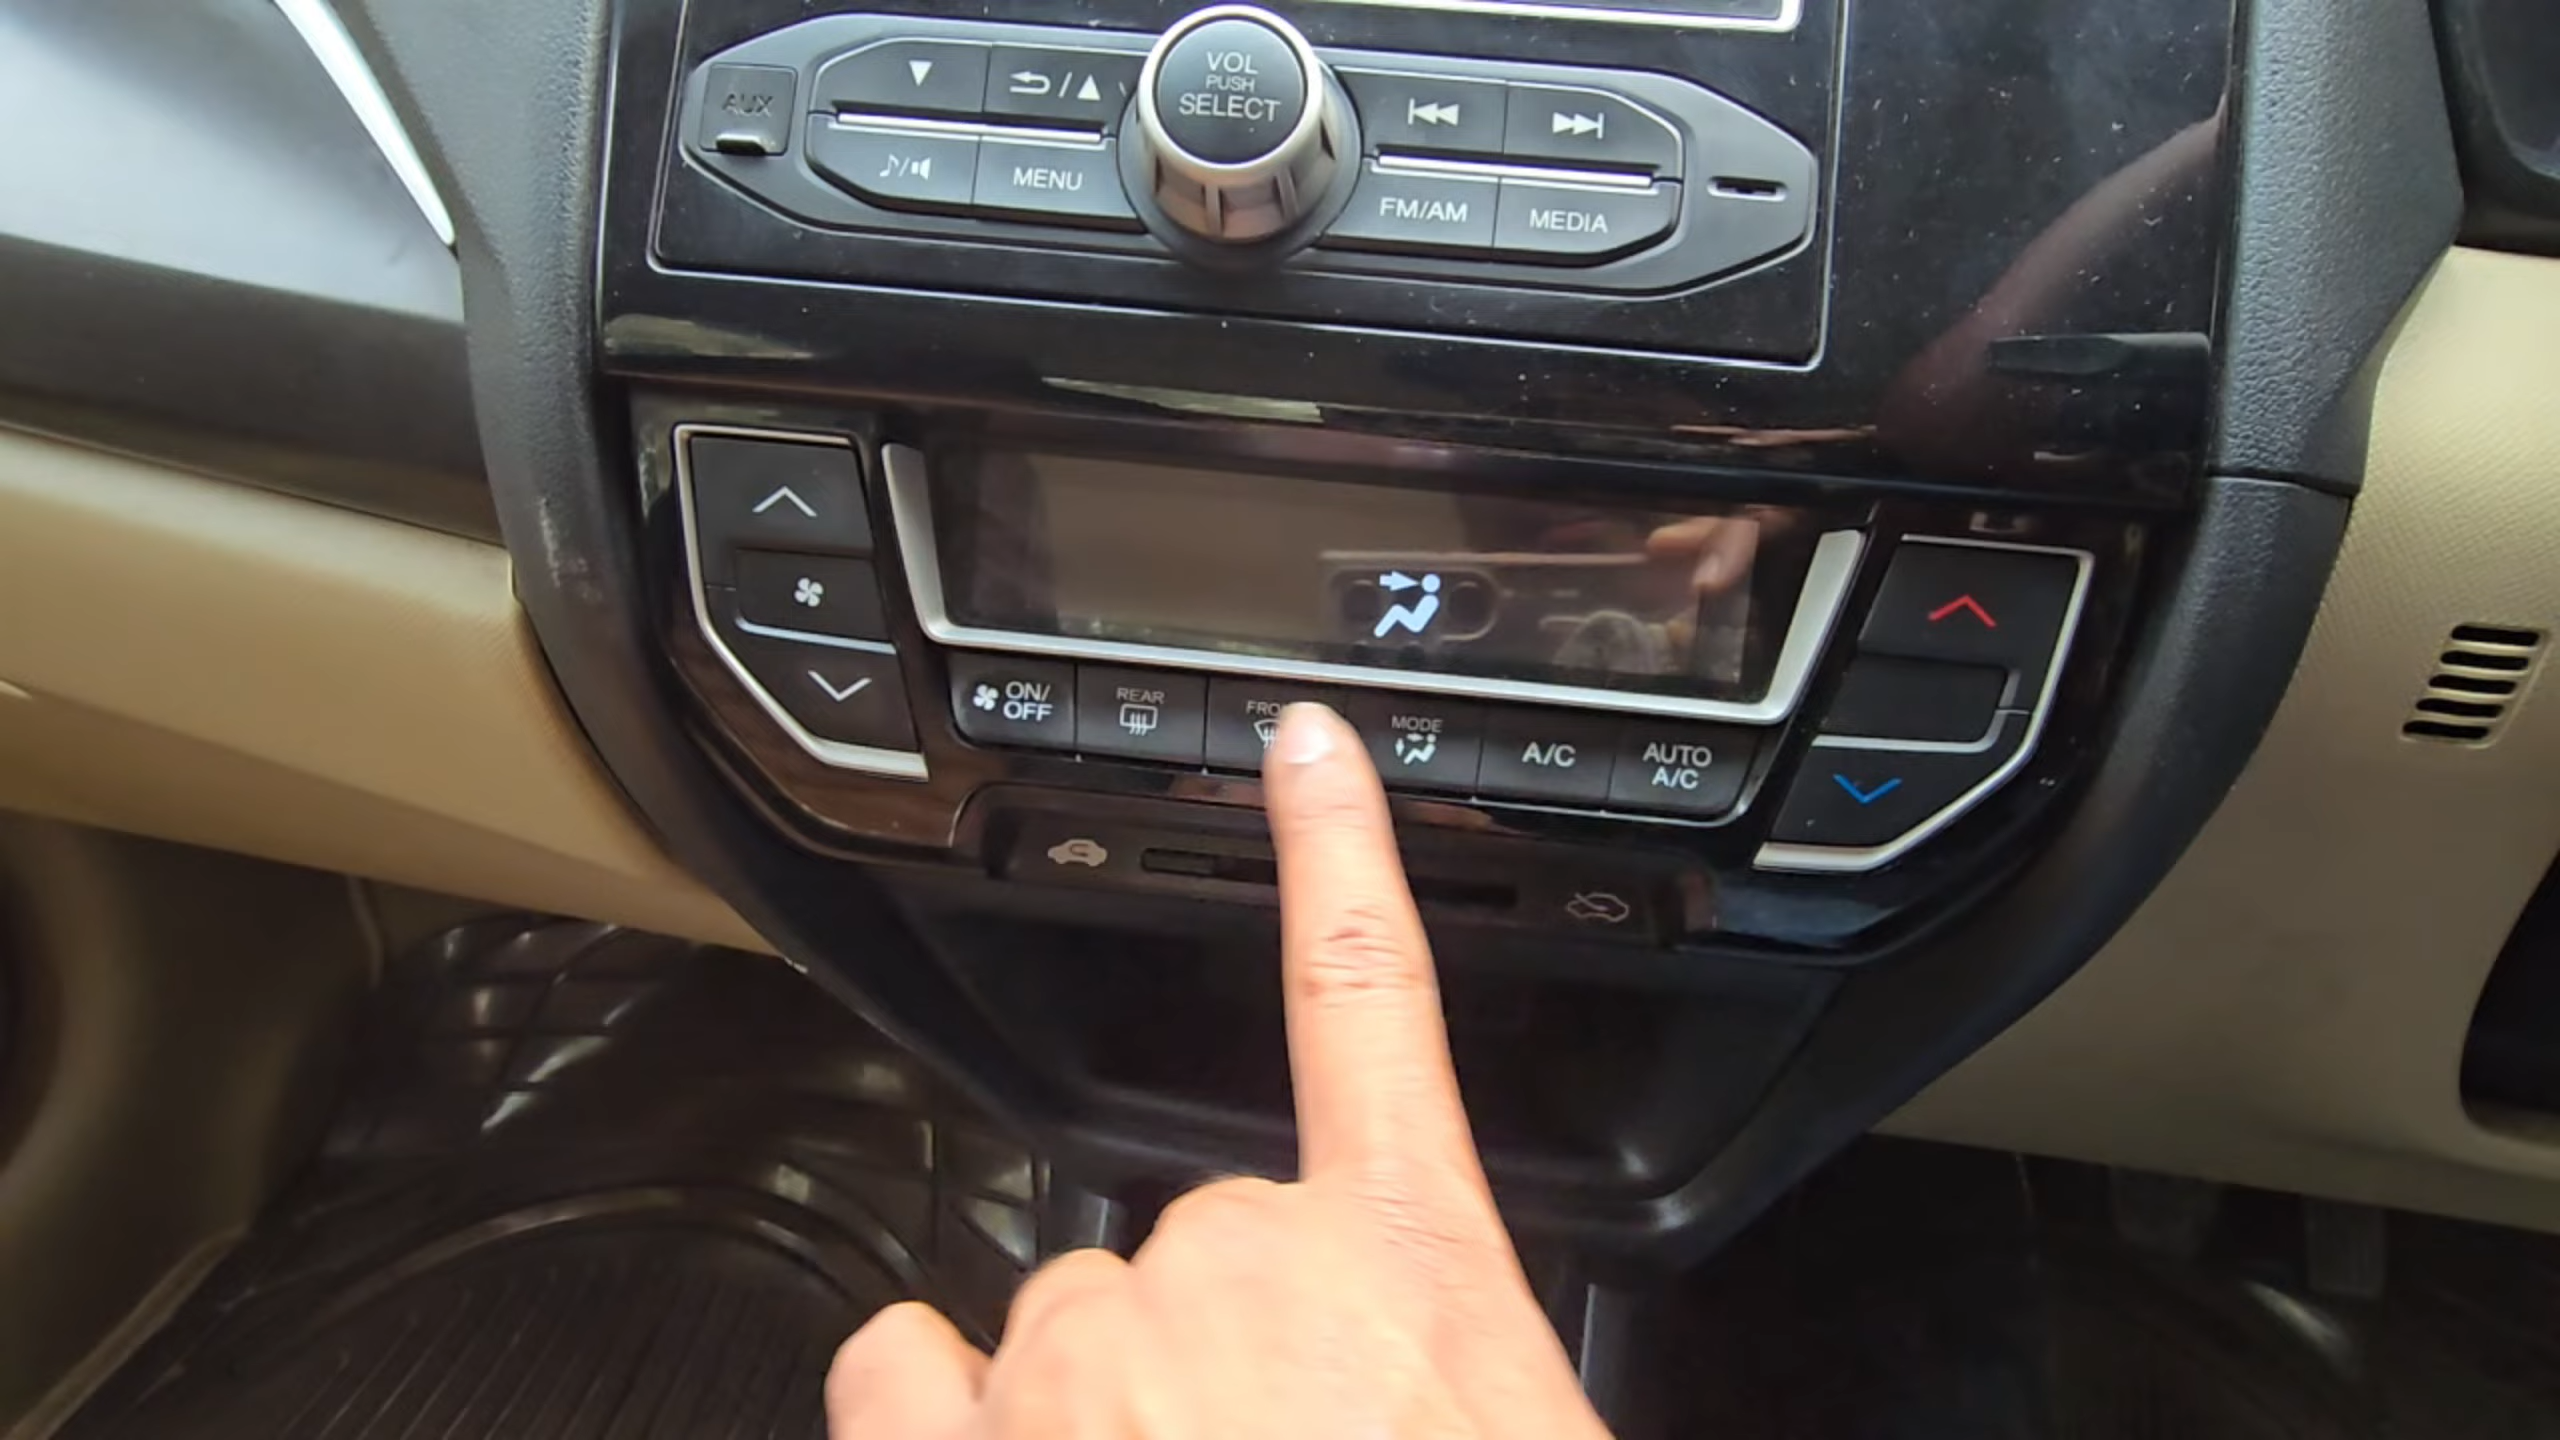 AUX
VOL
PUSH
SELECT
MENU
FM/AM
MEDIA
ON/
OFF
REAR
MODE
A/C
AUTO
A/C